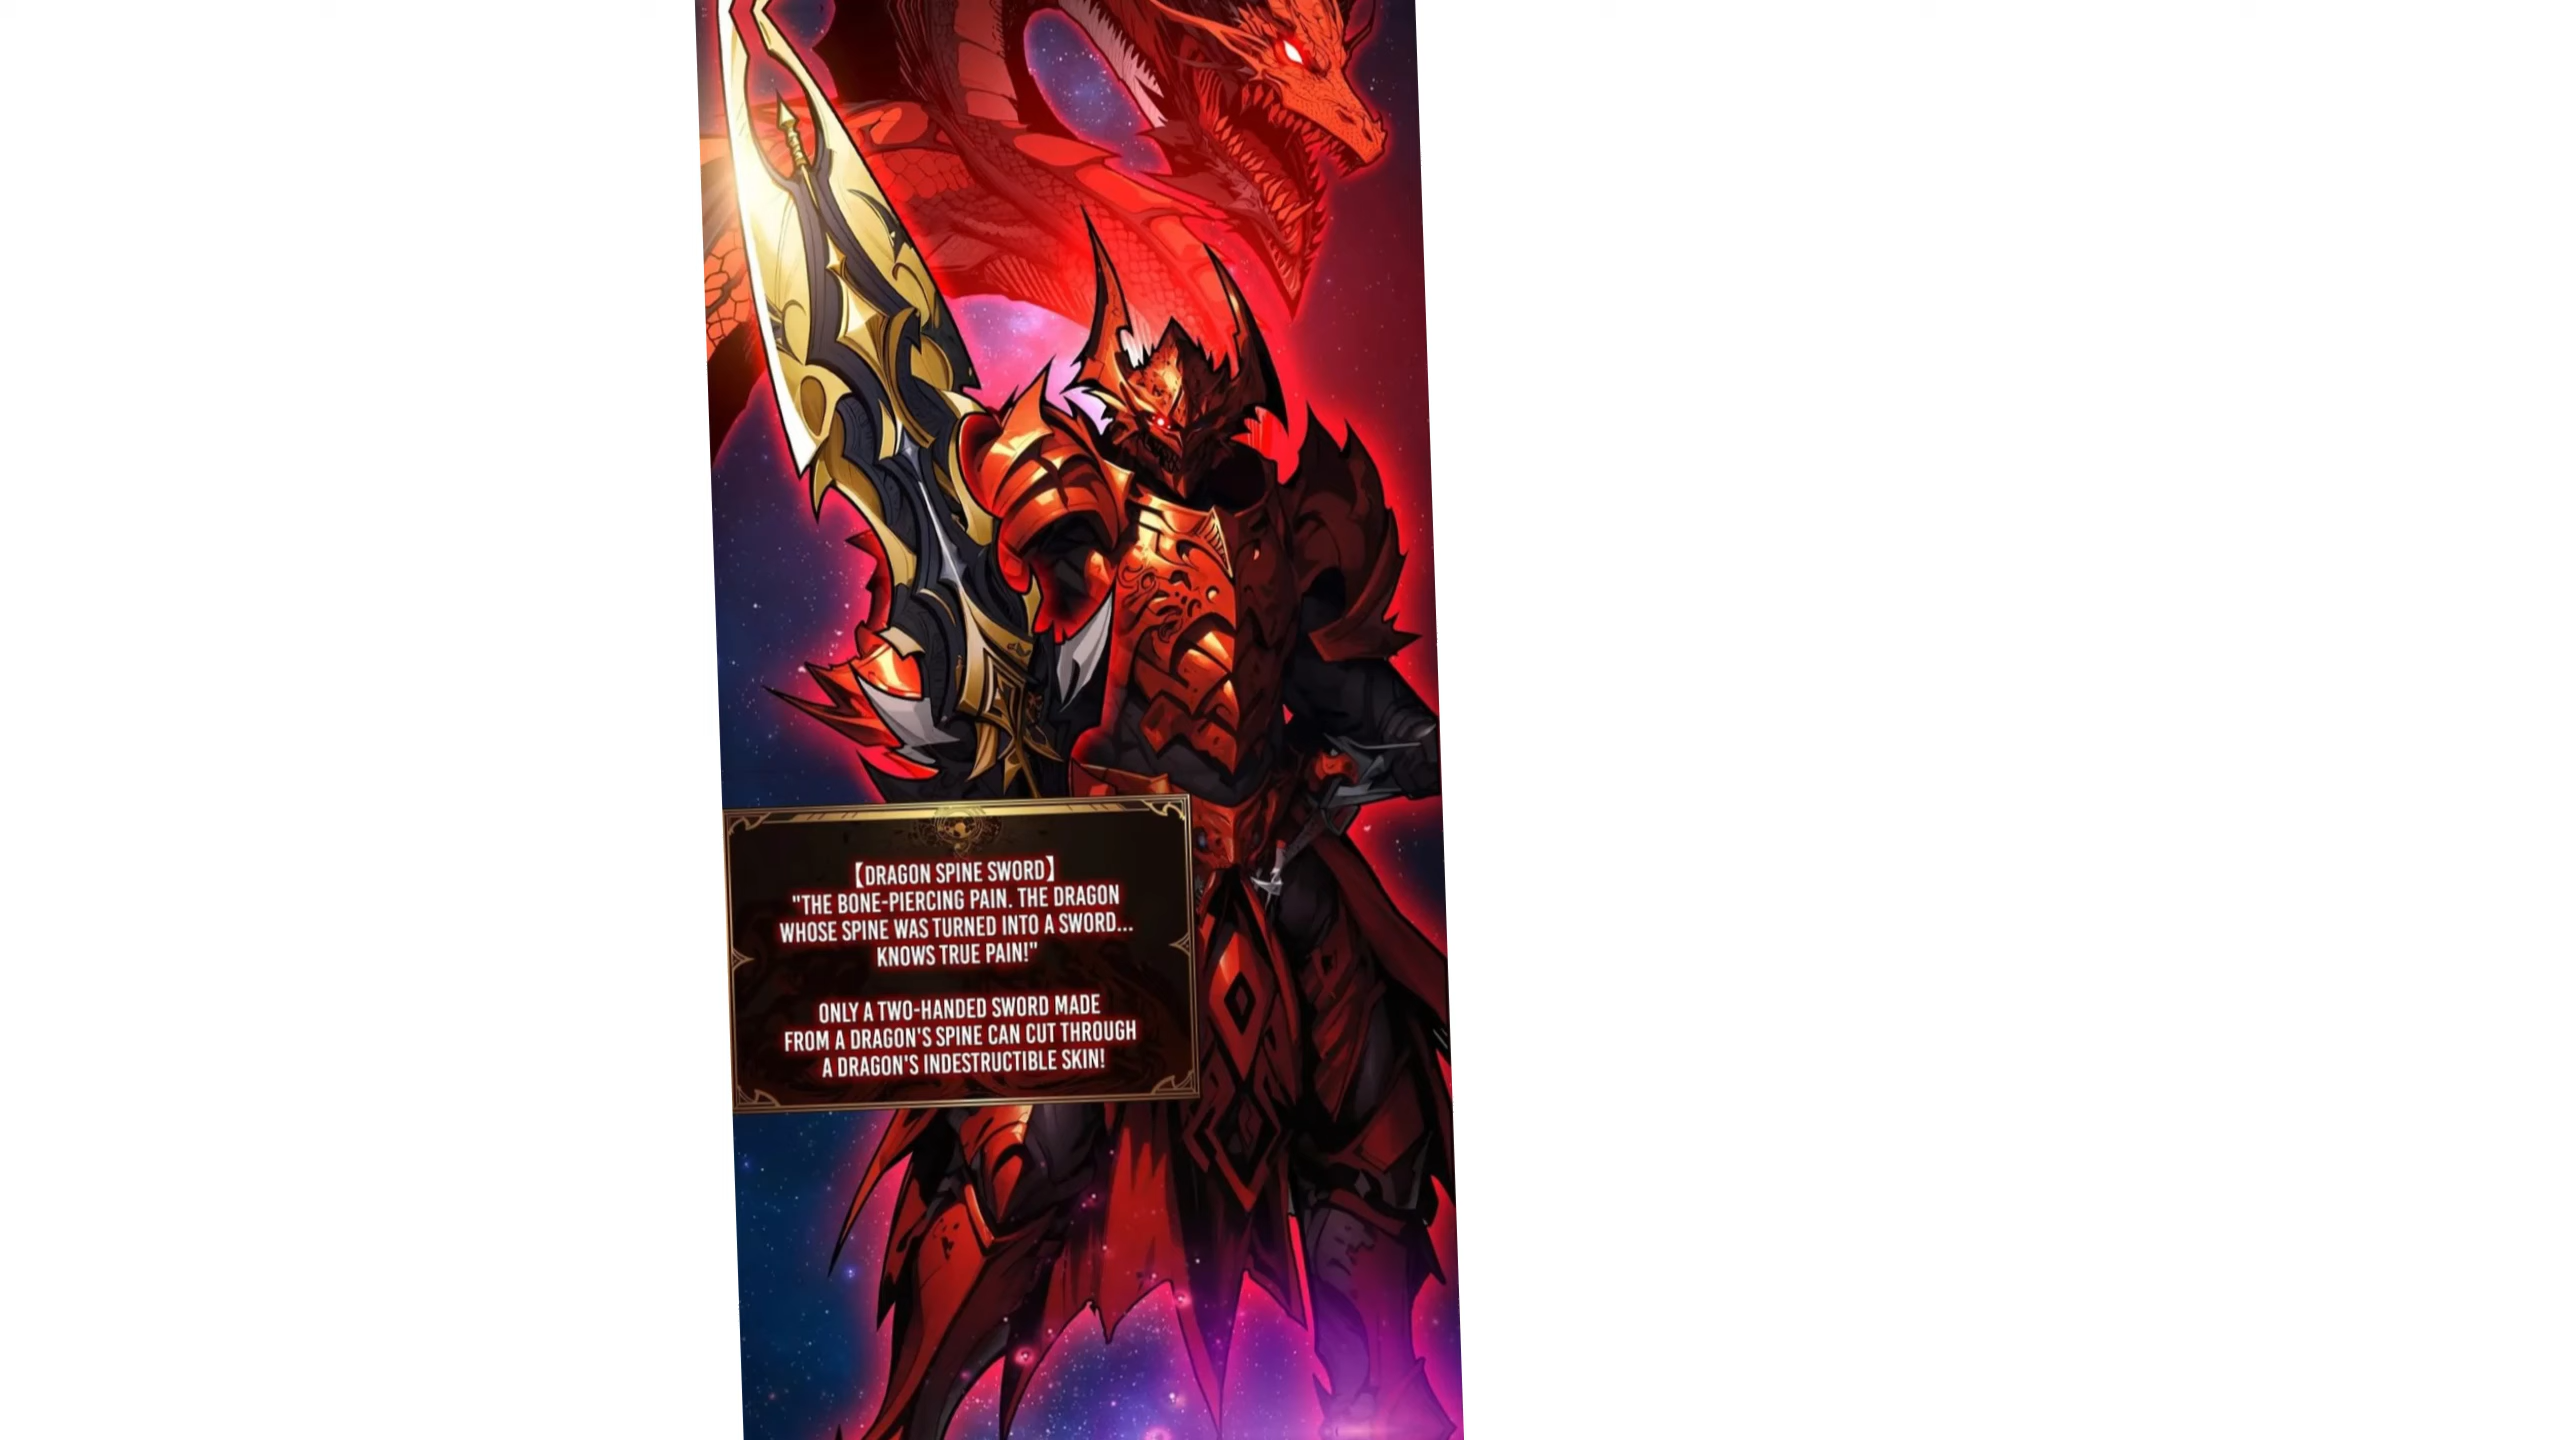 【DRAGON SPINE SWORD】
"THE BONE-PIERCING PAIN. THE DRAGON
WHOSE SPINE WAS TURNED INTO A SWORD...
KNOWS TRUE PAIN!"
ONLY A TWO-HANDED SWORD MADE
FROM A DRAGON'S SPINE CAN CUT THROUGH
A DRAGON'S INDESTRUCTIBLE SKIN!